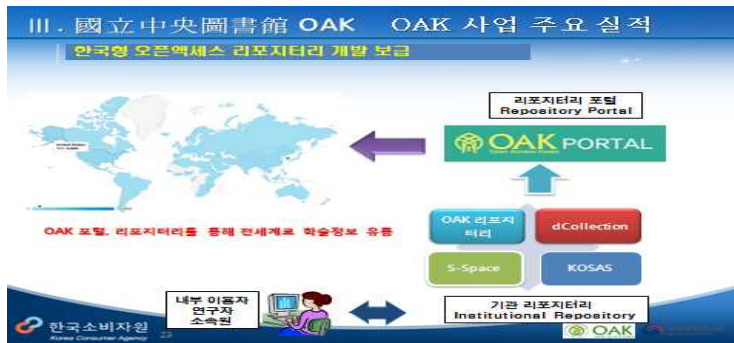 III. 國立中央圖書館 OAK OAK 사업 주요 실적
한국형 오픈액세스 리포지터리 개발 보급
리포지터리 포털
Repository Portal
OAK PORTAL
OAK 포털, 리포지터리를 통해 전세계로 학술정보 유통
OAK 리포지
터리
dCollection
S-Space
KOSAS
내부 이용자
연구자
소속원
기관 리포지터리
Institutional Repository
한국소비자원
Korea Consumer Agency
23
OAK